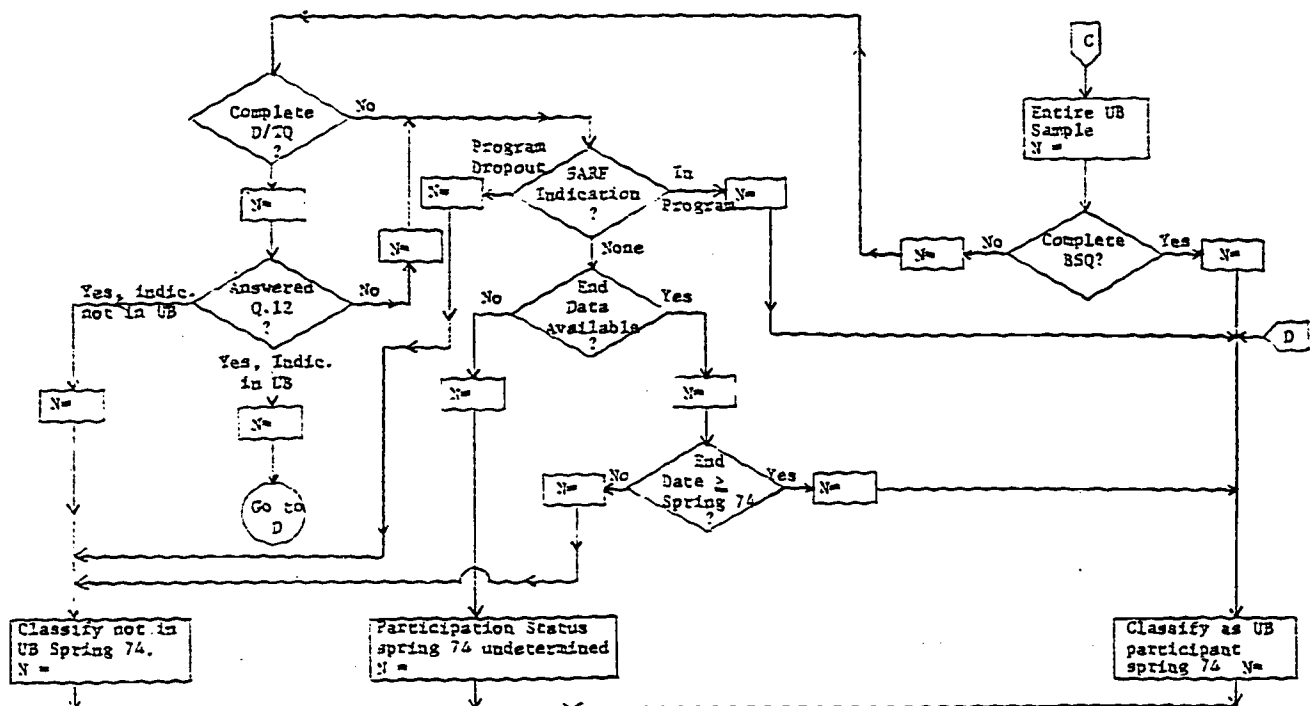 C
Entire UB
Sample
N =
Complete
BSQ?
No
N=
Yes
N=
D
Complete
D/TQ
?
No
N=
Answered
Q.12
?
No
N=
Yes, indic.
not in UB
N=
Yes, Indic.
in UB
N=
Go to
D
SARF
Indication
?
Program
Dropout
N=
In
Program
N=
None
End
Data
Available
?
No
N=
Yes
N=
End
Date ≥
Spring 74
?
No
N=
Yes
N=
Classify not in
UB Spring 74.
N =
Participation Status
spring 74 undetermined
N =
Classify as UB
participant
spring 74 N=